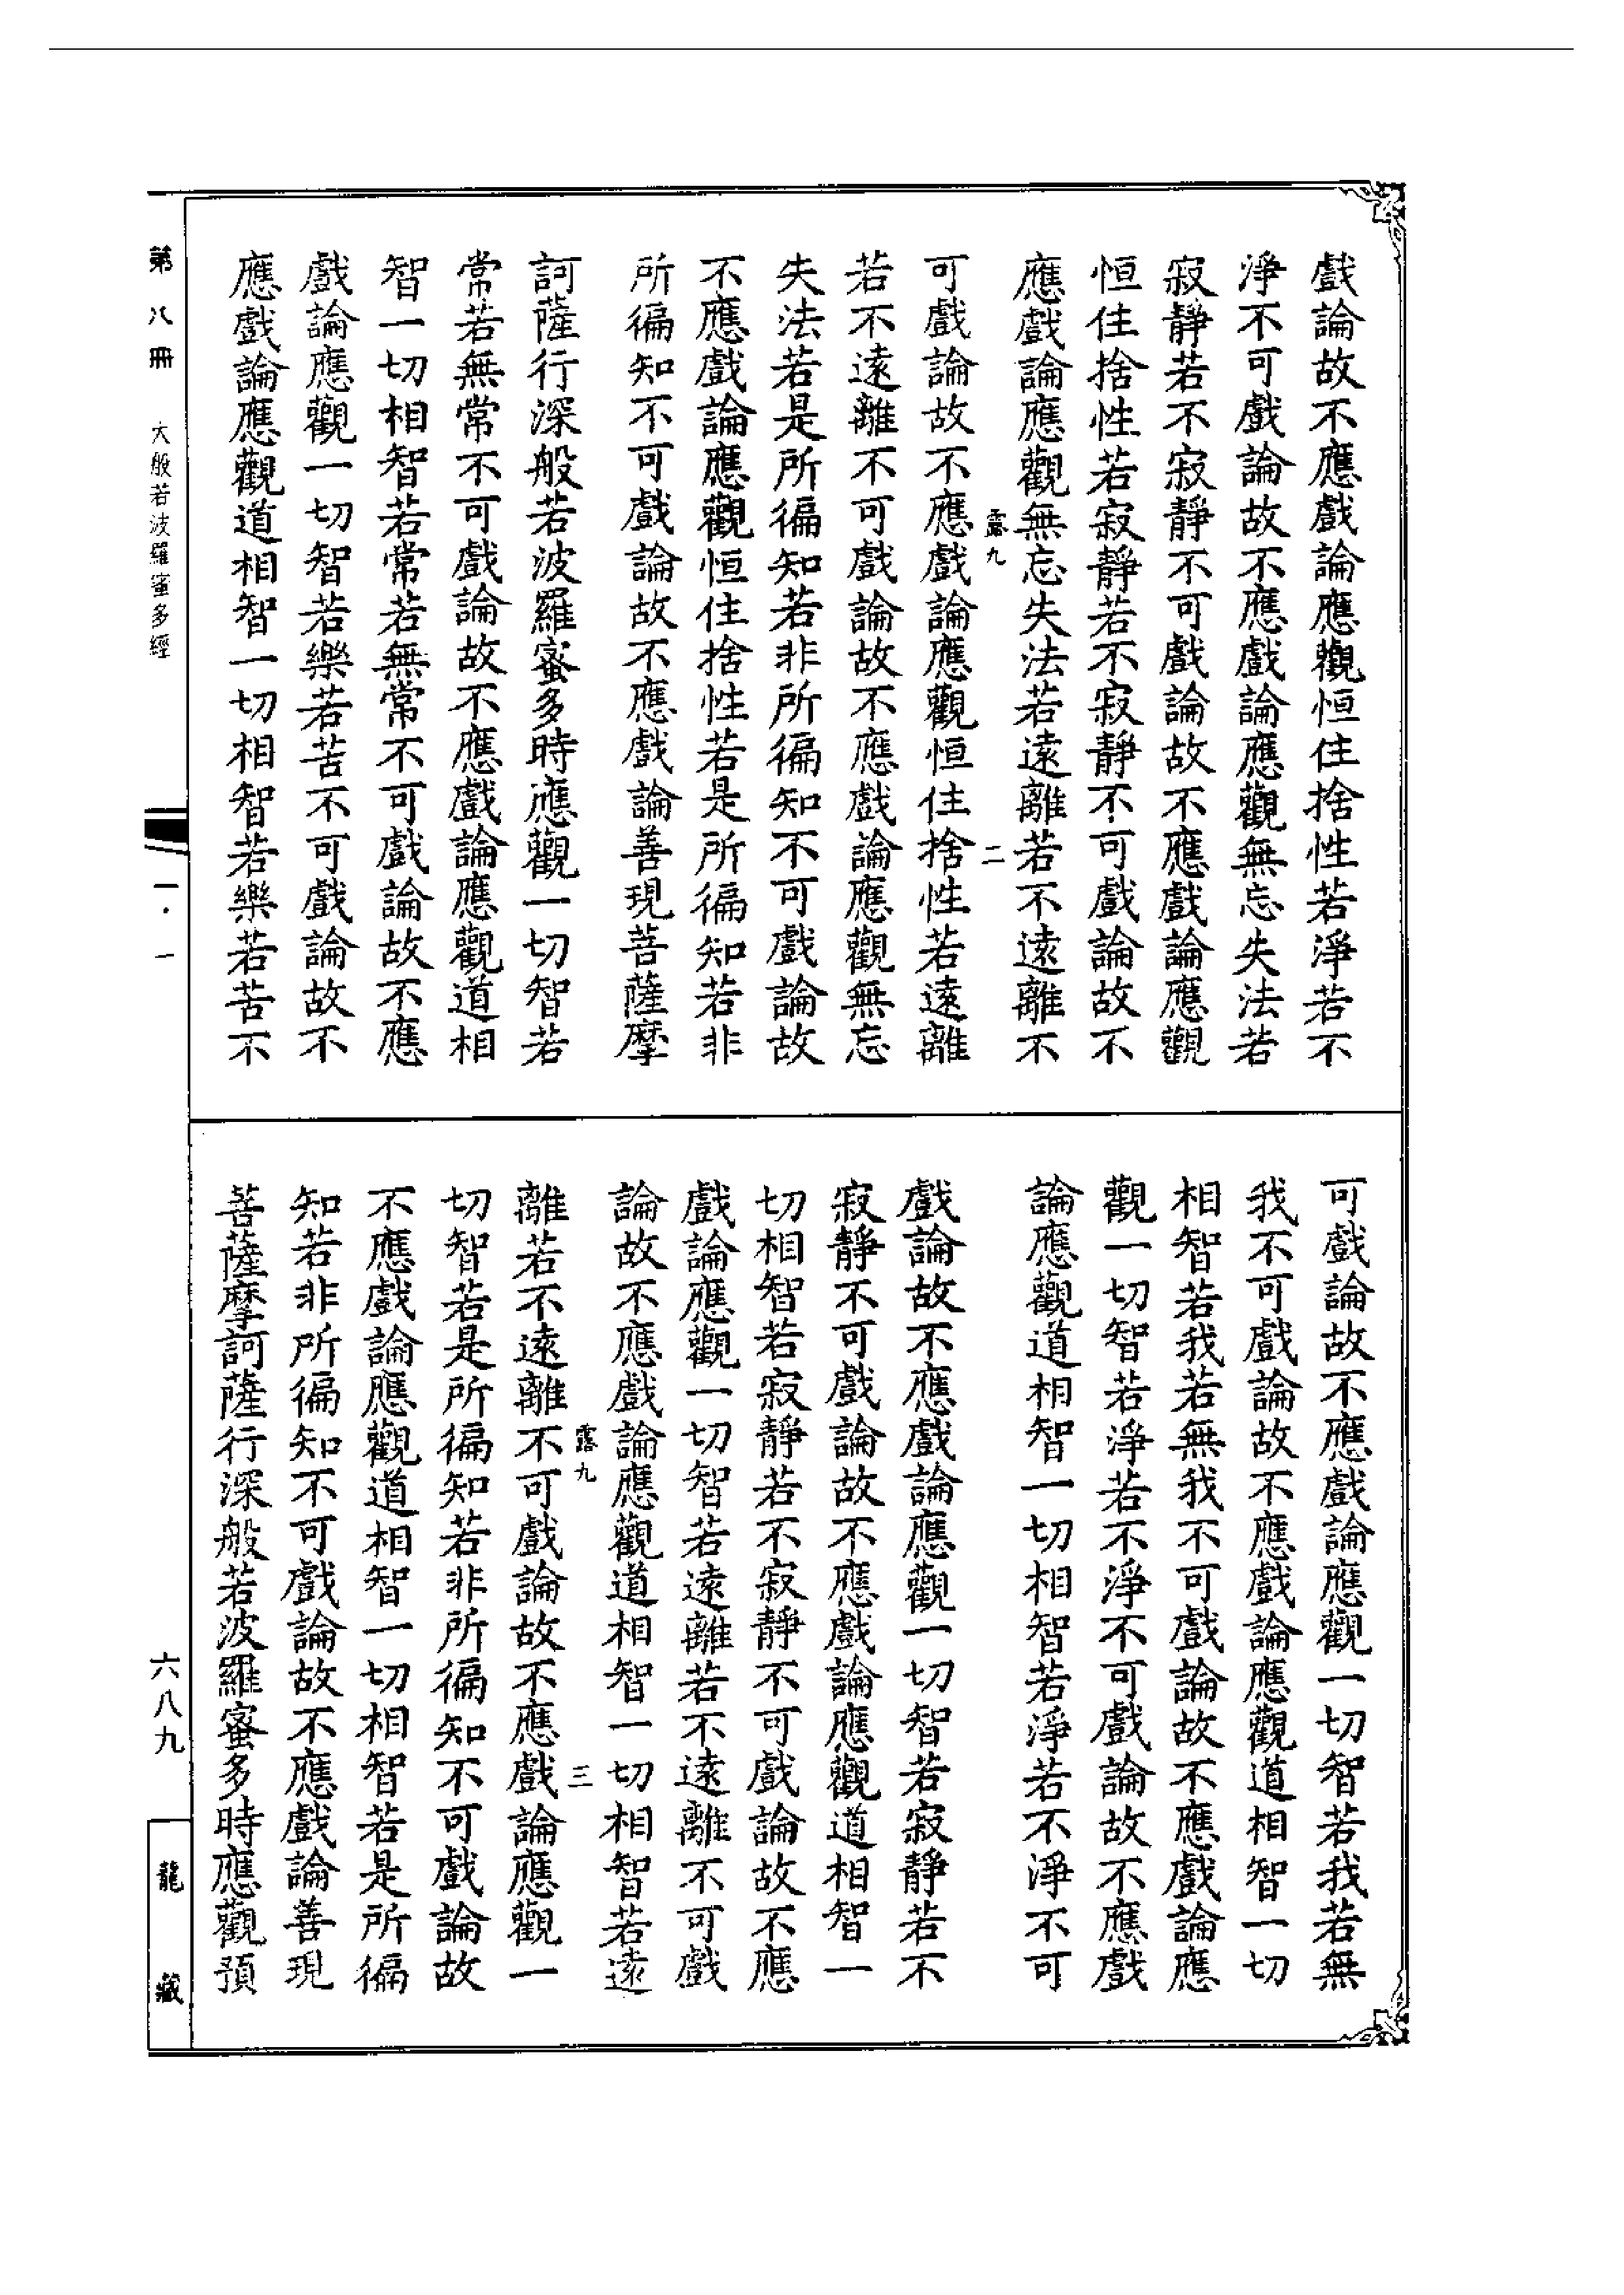 戲論故不應戲論應觀恒住捨性若淨若不
淨不可戲論故不應戲論應觀無忘失法若
寂靜若不寂靜不可戲論故不應戲論應觀
恒住捨性若寂靜若不寂靜不可戲論故不
應戲論應觀無忘失法若遠離若不遠離不
露九 二
可戲論故不應戲論應觀恒住捨性若遠離
若不遠離不可戲論故不應戲論應觀無忘
失法若是所徧知若非所徧知不可戲論故
不應戲論應觀恒住捨性若是所徧知若非
所徧知不可戲論故不應戲論善現菩薩摩
訶薩行深般若波羅蜜多時應觀一切智若
常若無常不可戲論故不應戲論應觀道相
智一切相智若常若無常不可戲論故不應
戲論應觀一切智若樂若苦不可戲論故不
應戲論應觀道相智一切相智若樂若苦不
可戲論故不應戲論應觀一切智若我若無
我不可戲論故不應戲論應觀道相智一切
相智若我若無我不可戲論故不應戲論應
觀一切智若淨若不淨不可戲論故不應戲
論應觀道相智一切相智若淨若不淨不可
戲論故不應戲論應觀一切智若寂靜若不
寂靜不可戲論故不應戲論應觀道相智一
切相智若寂靜若不寂靜不可戲論故不應
戲論應觀一切智若遠離若不遠離不可戲
論故不應戲論應觀道相智一切相智若遠
露九 三
離若不遠離不可戲論故不應戲論應觀一
切智若是所徧知若非所徧知不可戲論故
不應戲論應觀道相智一切相智若是所徧
知若非所徧知不可戲論故不應戲論善現
菩薩摩訶薩行深般若波羅蜜多時應觀預
第八冊 大般若波羅蜜多經 一·一
六八九
龍藏